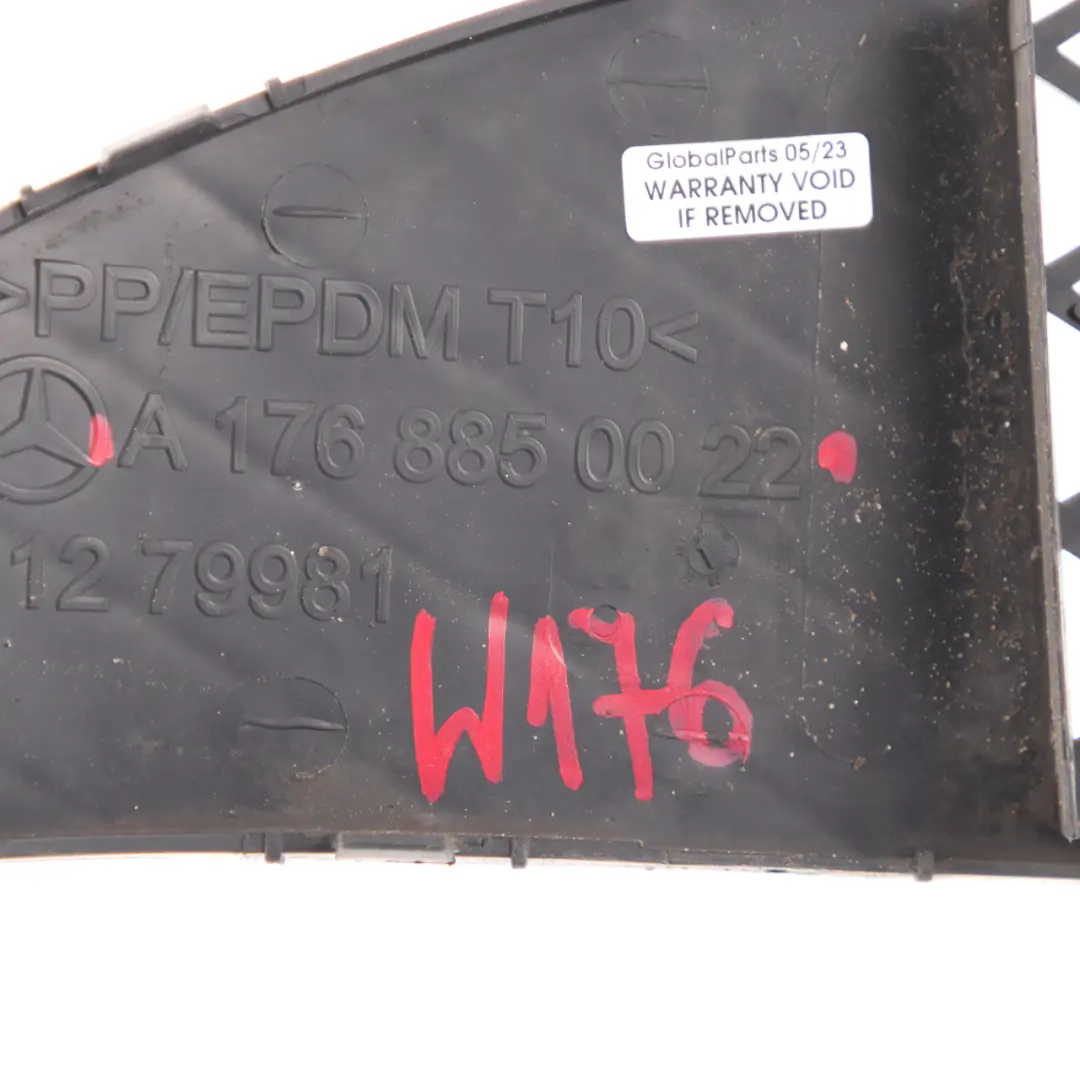 GlobalParts 05/23
WARRANTY VOID
IF REMOVED
>PP/EPDM T10<
A 176 885 00 22
12 79981
W176